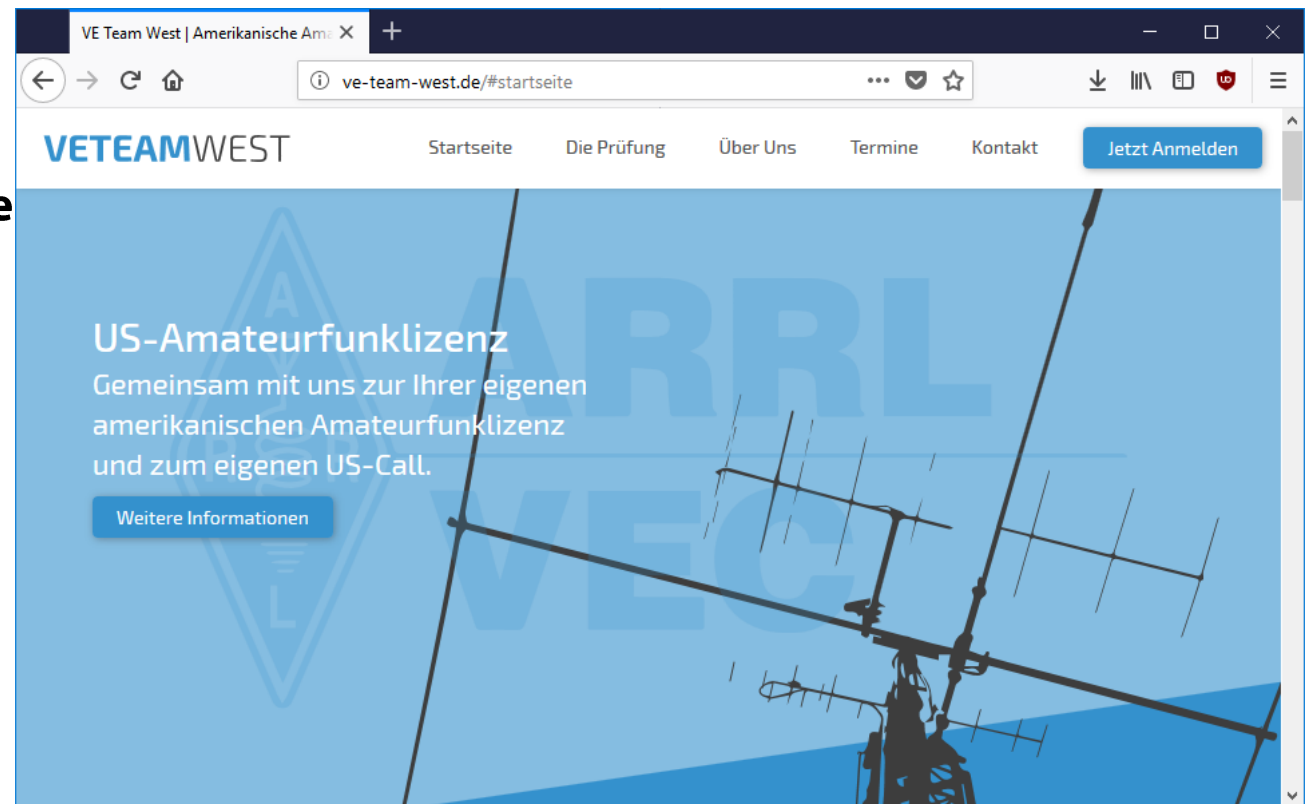 VE Team West | Amerikanische Ama
ve-team-west.de/#startseite
VETEAMWEST
Startseite
Die Prüfung
Über Uns
Termine
Kontakt
Jetzt Anmelden
e
ARRL
VEC
A
R R
L
US-Amateurfunklizenz
Gemeinsam mit uns zur Ihrer eigenen
amerikanischen Amateurfunklizenz
und zum eigenen US-Call.
Weitere Informationen